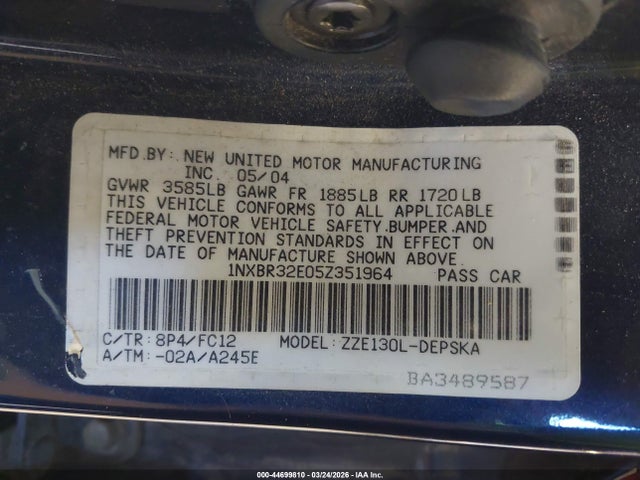 MFD.BY: NEW UNITED MOTOR MANUFACTURING
INC. 05/04
GVWR 3585LB GAWR FR 1885LB RR 1720LB
THIS VEHICLE CONFORMS TO ALL APPLICABLE
FEDERAL MOTOR VEHICLE SAFETY,BUMPER,AND
THEFT PREVENTION STANDARDS IN EFFECT ON
THE DATE OF MANUFACTURE SHOWN ABOVE.
1NXBR32E05Z351964 PASS CAR
C/TR: 8P4/FC12 MODEL: ZZE130L-DEPSKA
A/TM: -02A/A245E
BA3489587
000-44699810 | 03/24/2026 | IAA Inc.